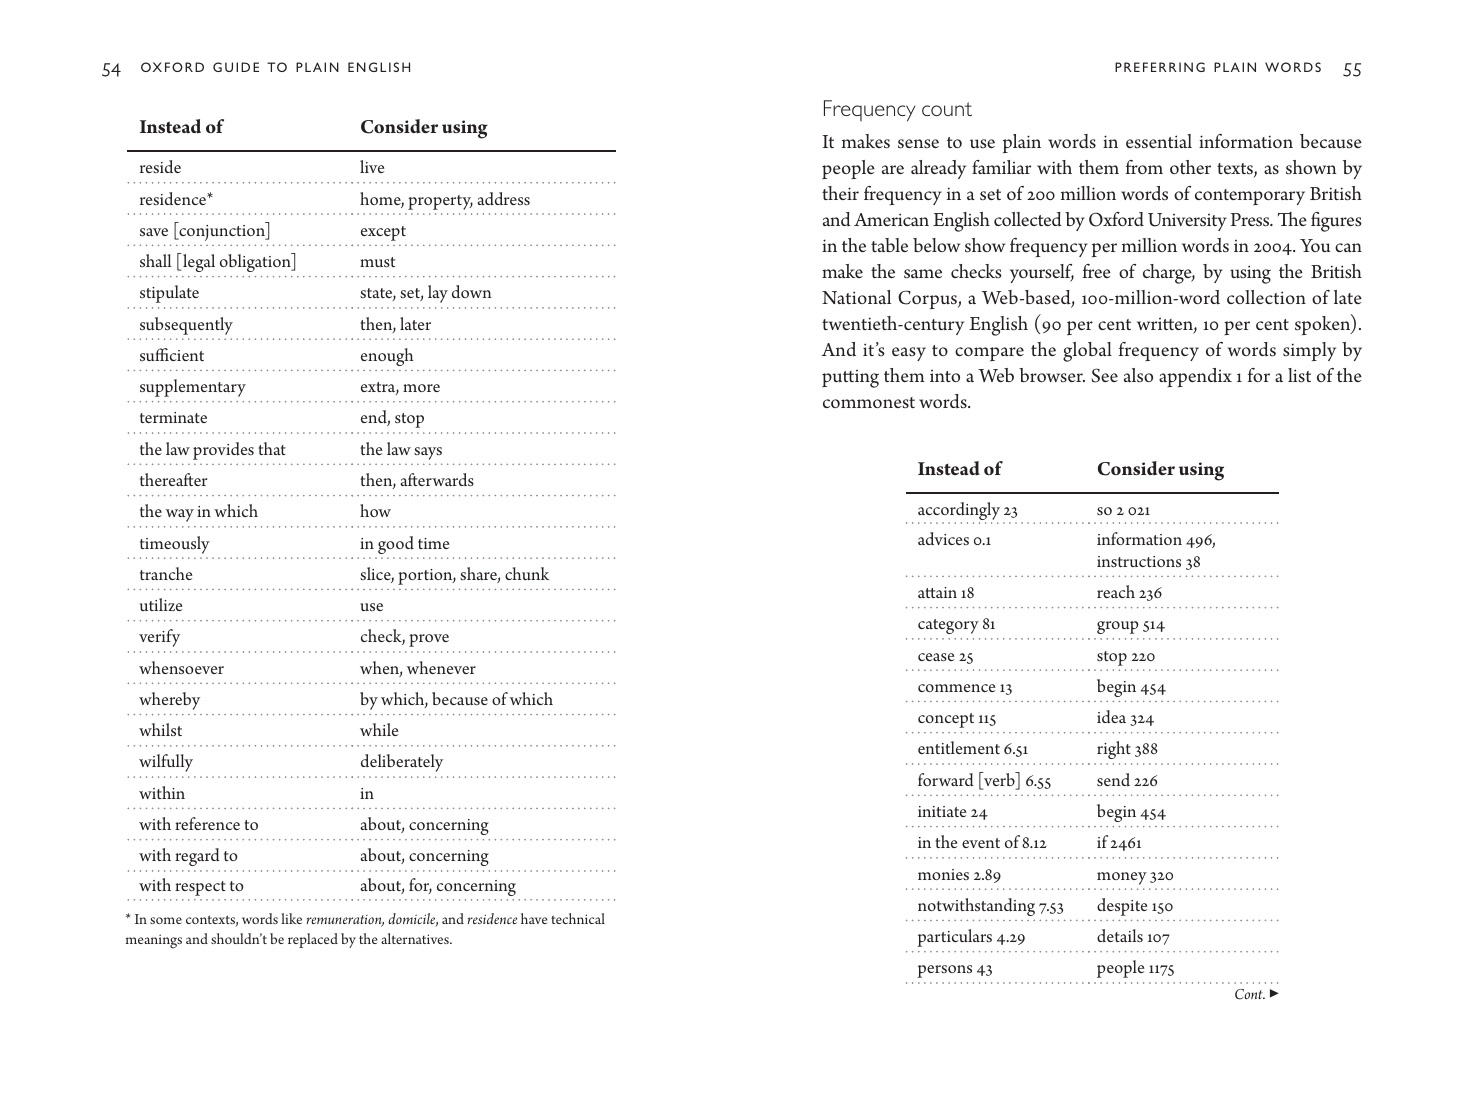 54 OXFORD GUIDE TO PLAIN ENGLISH
Instead of Consider using
reside live
residence* home, property, address
save [conjunction] except
shall [legal obligation] must
stipulate state, set, lay down
subsequently then, later
sufficient enough
supplementary extra, more
terminate end, stop
the law provides that the law says
thereafter then, afterwards
the way in which how
timeously in good time
tranche slice, portion, share, chunk
utilize use
verify check, prove
whensoever when, whenever
whereby by which, because of which
whilst while
wilfully deliberately
within in
with reference to about, concerning
with regard to about, concerning
with respect to about, for, concerning
* In some contexts, words like remuneration, domicile, and residence have technical
meanings and shouldn't be replaced by the alternatives.
PREFERRING PLAIN WORDS 55
Frequency count
It makes sense to use plain words in essential information because
people are already familiar with them from other texts, as shown by
their frequency in a set of 200 million words of contemporary British
and American English collected by Oxford University Press. The figures
in the table below show frequency per million words in 2004. You can
make the same checks yourself, free of charge, by using the British
National Corpus, a Web-based, 100-million-word collection of late
twentieth-century English (90 per cent written, 10 per cent spoken).
And it's easy to compare the global frequency of words simply by
putting them into a Web browser. See also appendix 1 for a list of the
commonest words.
Instead of Consider using
accordingly 23 so 2 021
advices 0.1 information 496,
instructions 38
attain 18 reach 236
category 81 group 514
cease 25 stop 220
commence 13 begin 454
concept 115 idea 324
entitlement 6.51 right 388
forward [verb] 6.55 send 226
initiate 24 begin 454
in the event of 8.12 if 2461
monies 2.89 money 320
notwithstanding 7.53 despite 150
particulars 4.29 details 107
persons 43 people 1175
Cont. ►